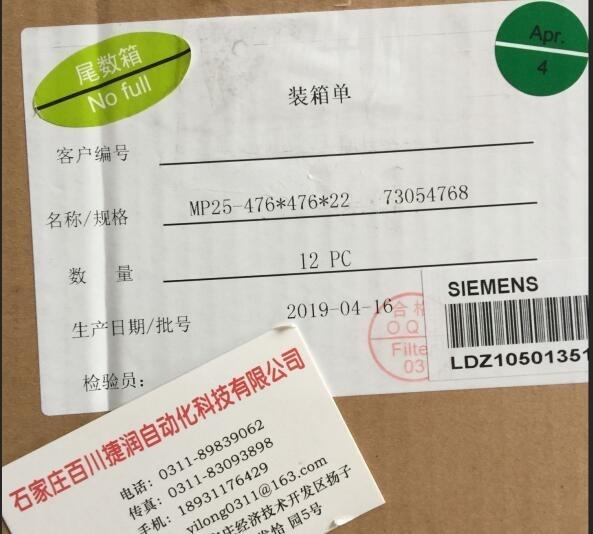 尾数箱
No full
Apr.
4
装箱单
客户编号
名称/规格 MP25-476*476*22 73054768
数 量 12 PC
生产日期/批号 2019-04-16
合格
OQ
Filte
03
SIEMENS
LDZ10501351
检验员：
石家庄百川捷润自动化科技有限公司
电话：0311-89839062
传真：0311-83093898
手机：18931176429
yilong0311@163.com
庄经济技术开发区扬子
园5号